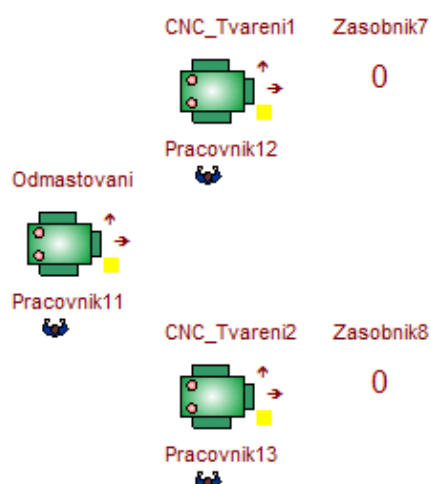 CNC_Tvareni1 Zasobnik7
0
Pracovnik12
Odmastovani
Pracovnik11
CNC_Tvareni2 Zasobnik8
0
Pracovnik13